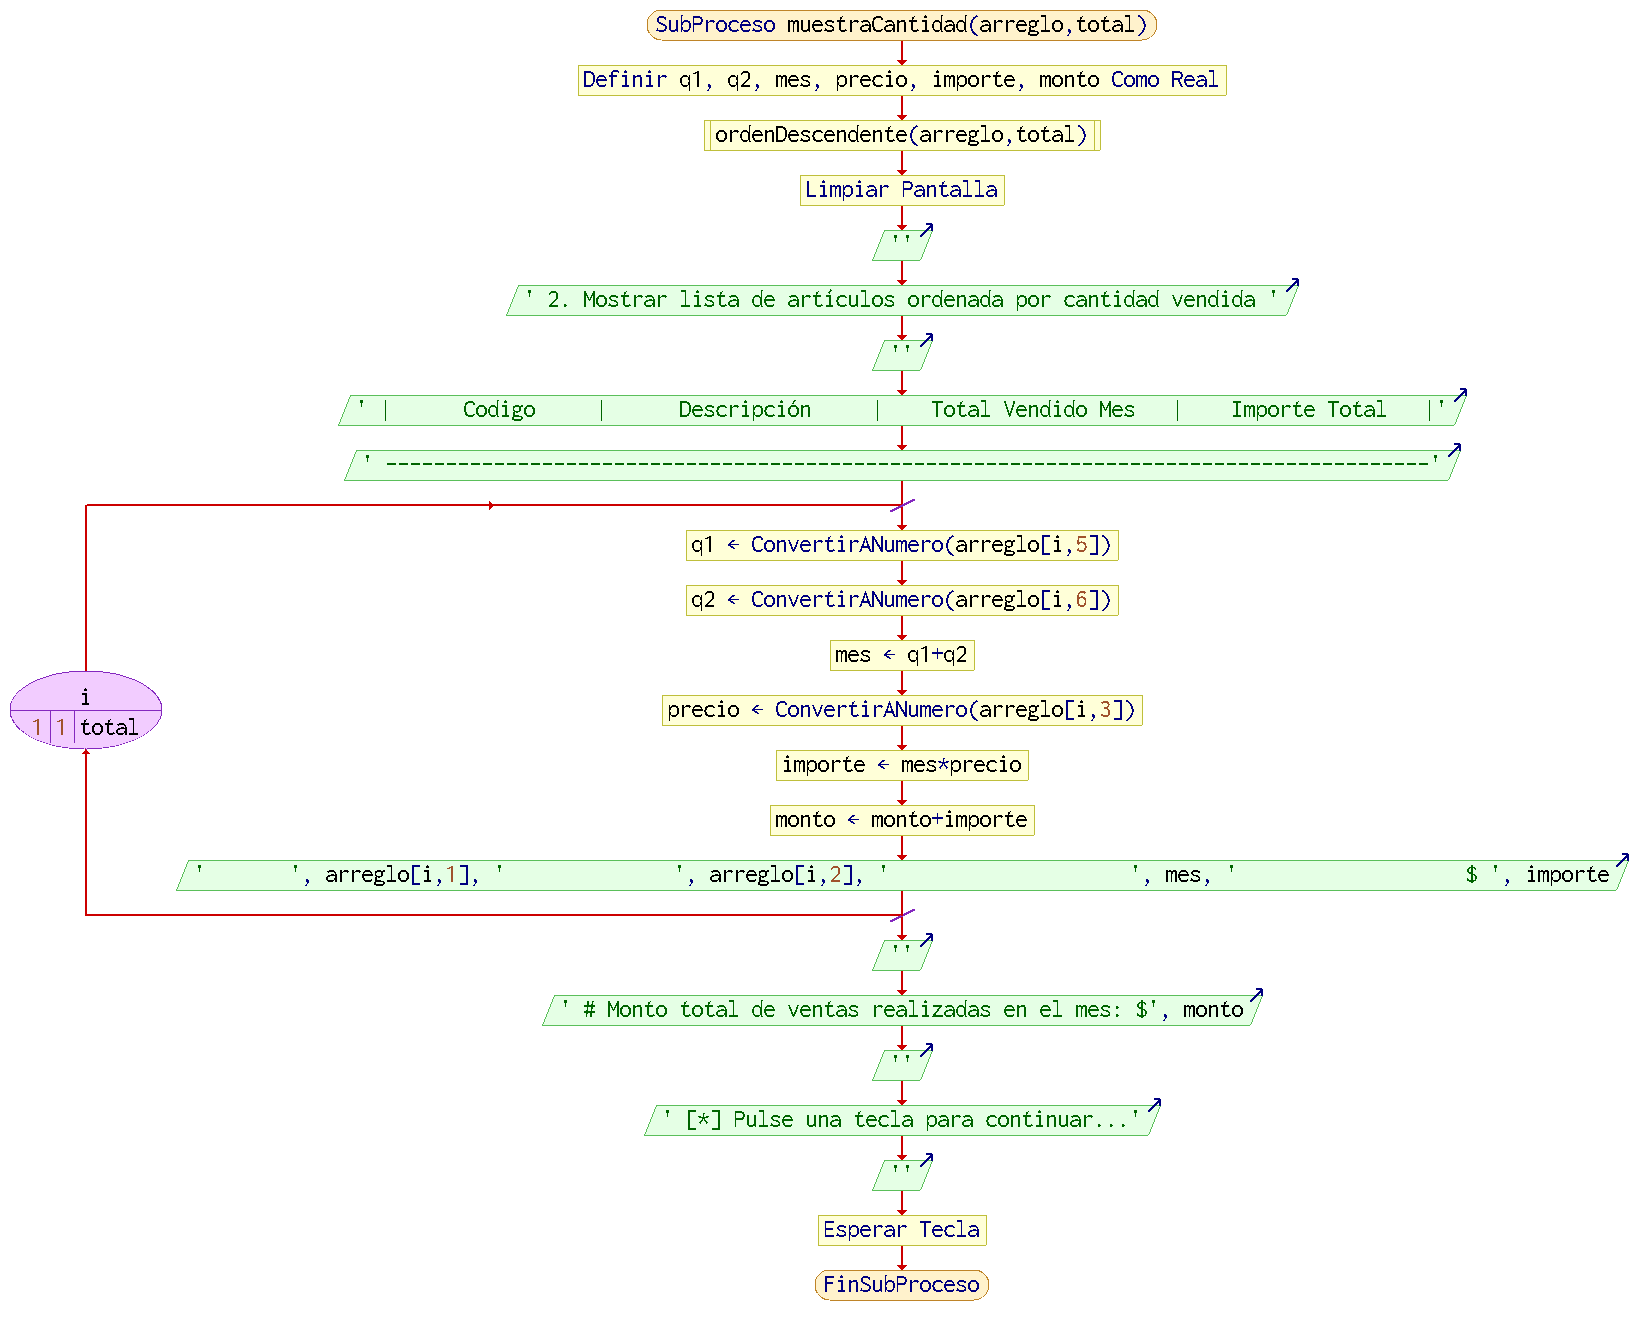 SubProceso muestraCantidad(arreglo,total)
Definir q1, q2, mes, precio, importe, monto Como Real
ordenDescendente(arreglo,total)
Limpiar Pantalla
''
' 2. Mostrar lista de artículos ordenada por cantidad vendida '
''
' |      Codigo     |      Descripción     |    Total Vendido Mes   |    Importe Total   |'
' ---------------------------------------------------------------------------------------'
q1 ← ConvertirANumero(arreglo[i,5])
q2 ← ConvertirANumero(arreglo[i,6])
mes ← q1+q2
i
1 1 total
precio ← ConvertirANumero(arreglo[i,3])
importe ← mes*precio
monto ← monto+importe
'       ', arreglo[i,1], '              ', arreglo[i,2], '                    ', mes, '                   $ ', importe
''
' # Monto total de ventas realizadas en el mes: $', monto
''
' [*] Pulse una tecla para continuar...'
''
Esperar Tecla
FinSubProceso